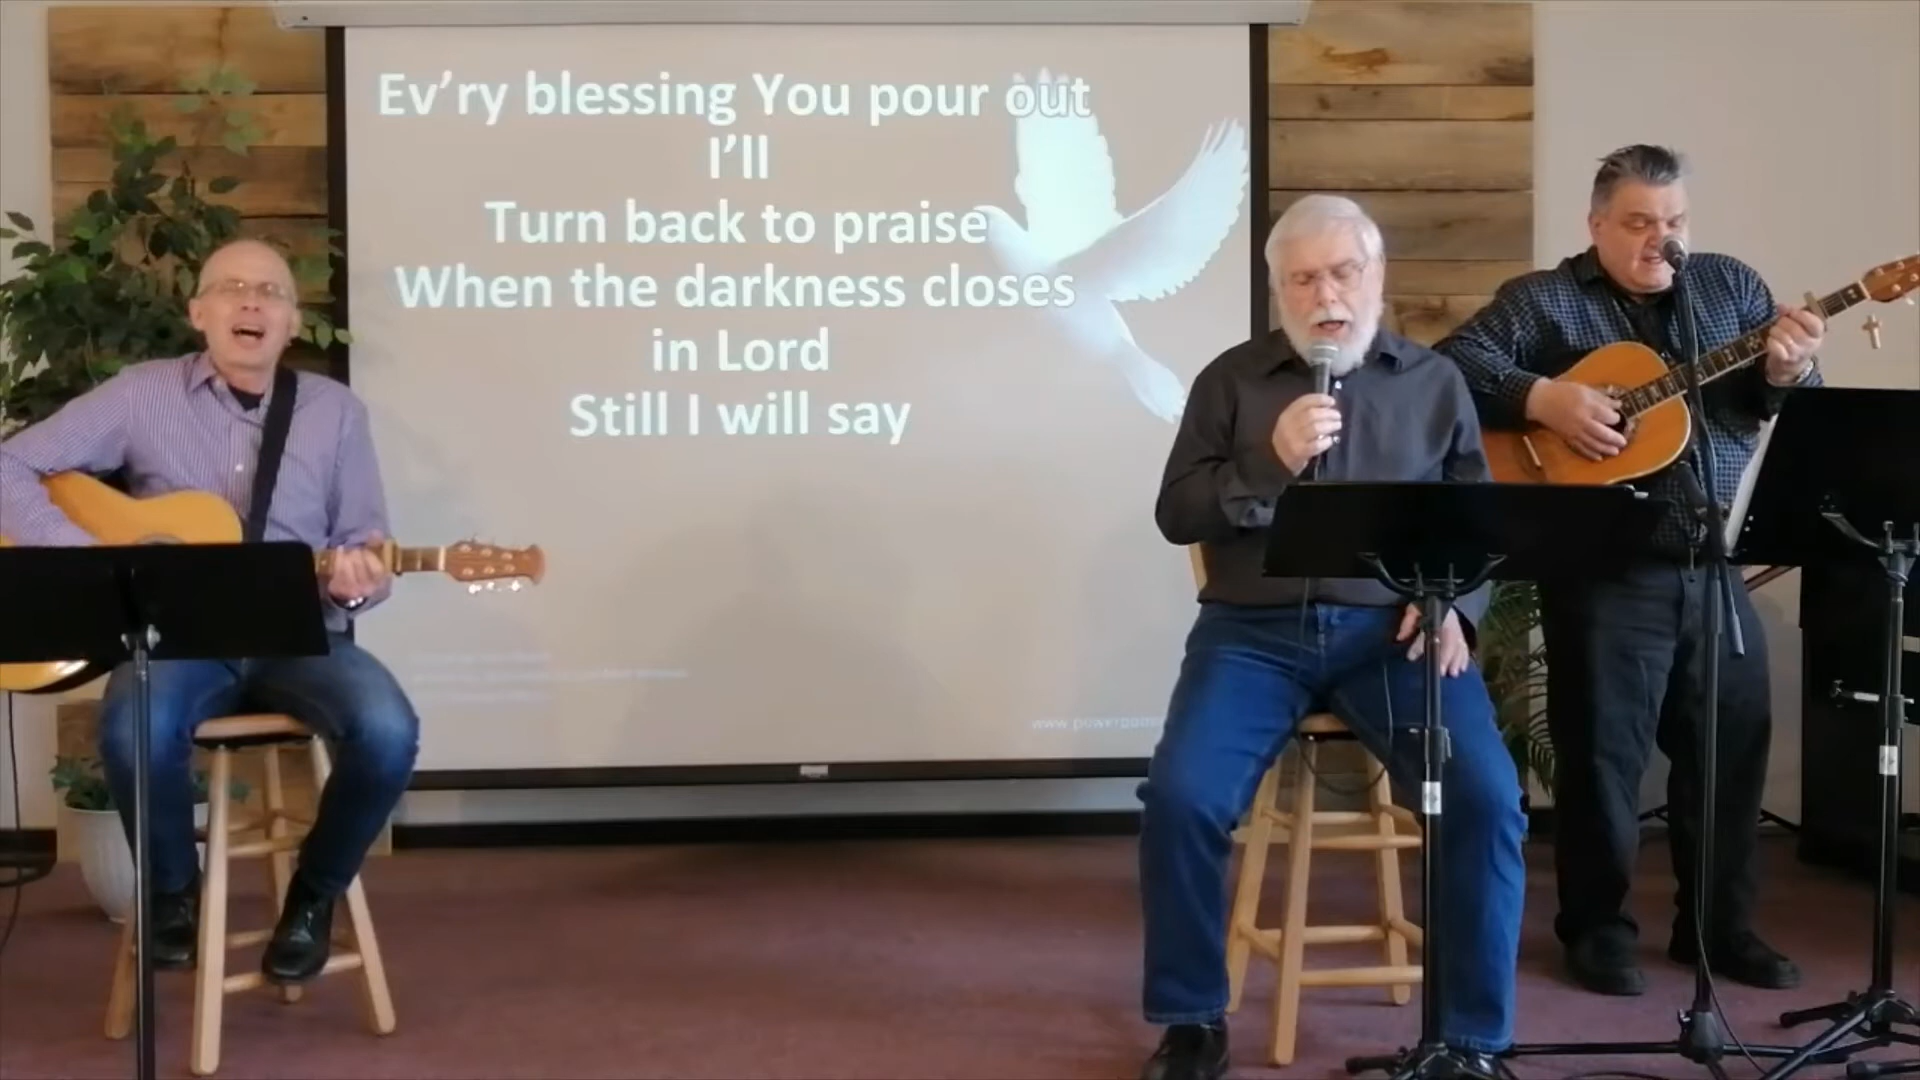 Ev'ry blessing You pour out
I'll
Turn back to praise
When the darkness closes
in Lord
Still I will say